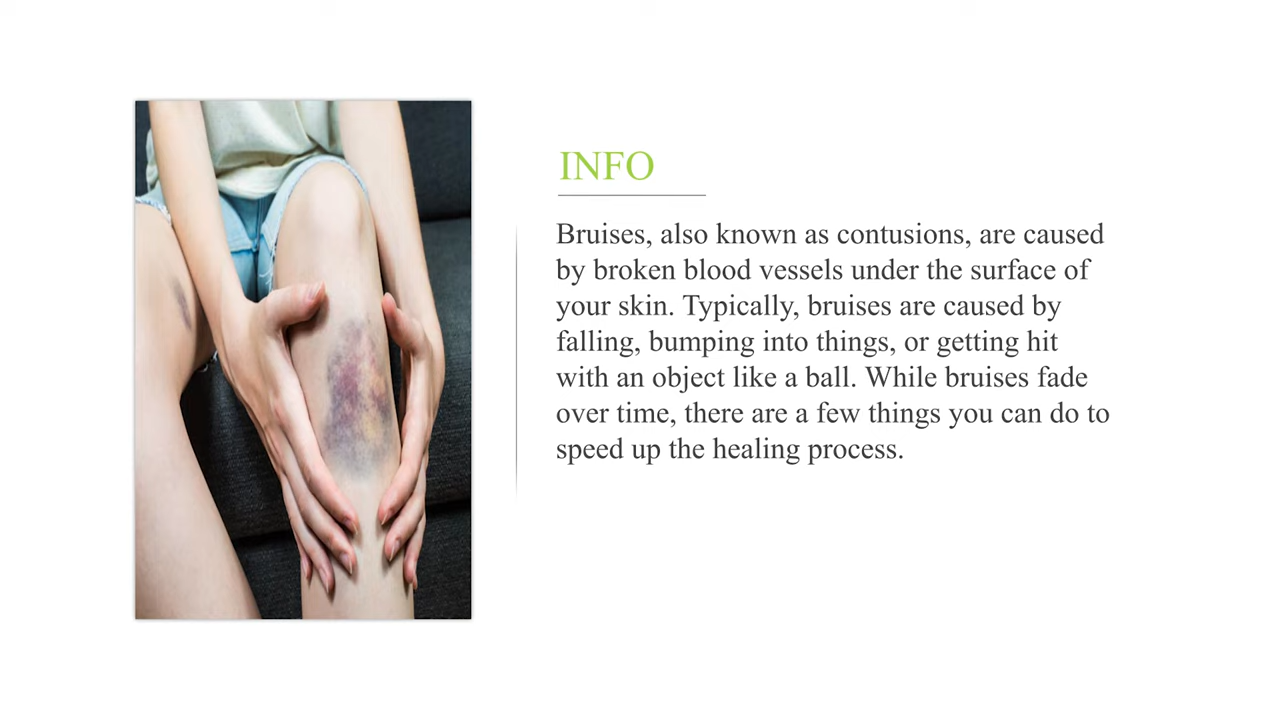 INFO
Bruises, also known as contusions, are caused
by broken blood vessels under the surface of
your skin. Typically, bruises are caused by
falling, bumping into things, or getting hit
with an object like a ball. While bruises fade
over time, there are a few things you can do to
speed up the healing process.